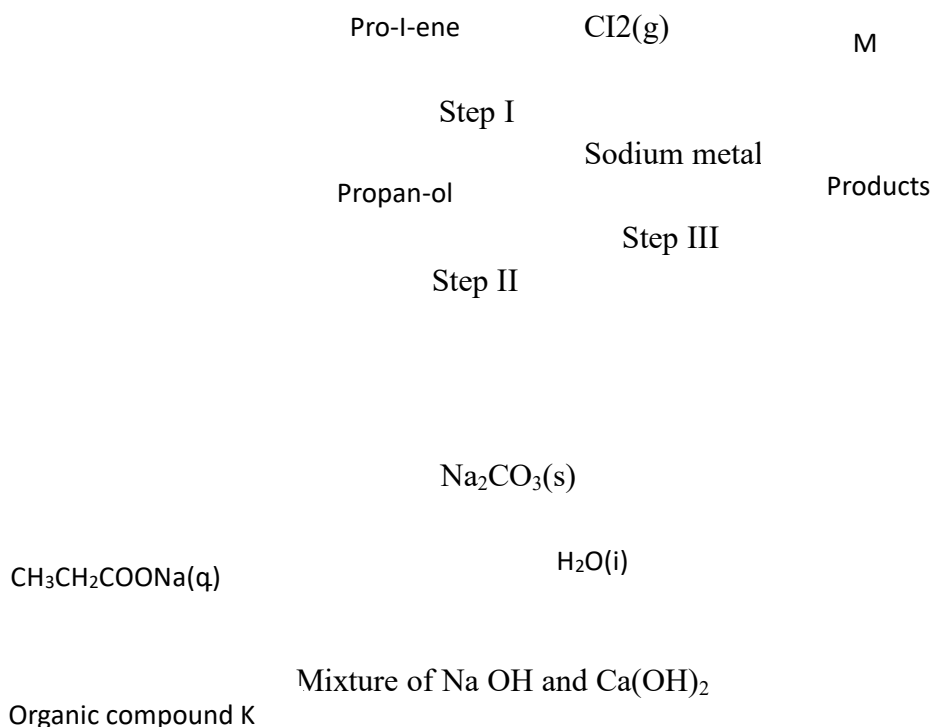 Pro-I-ene CI2(g) M
Step I
Sodium metal
Propan-ol Products
Step III
Step II
Na₂CO₃(s)
CH₃CH₂COONa(q) H₂O(i)
Mixture of Na OH and Ca(OH)₂
Organic compound K